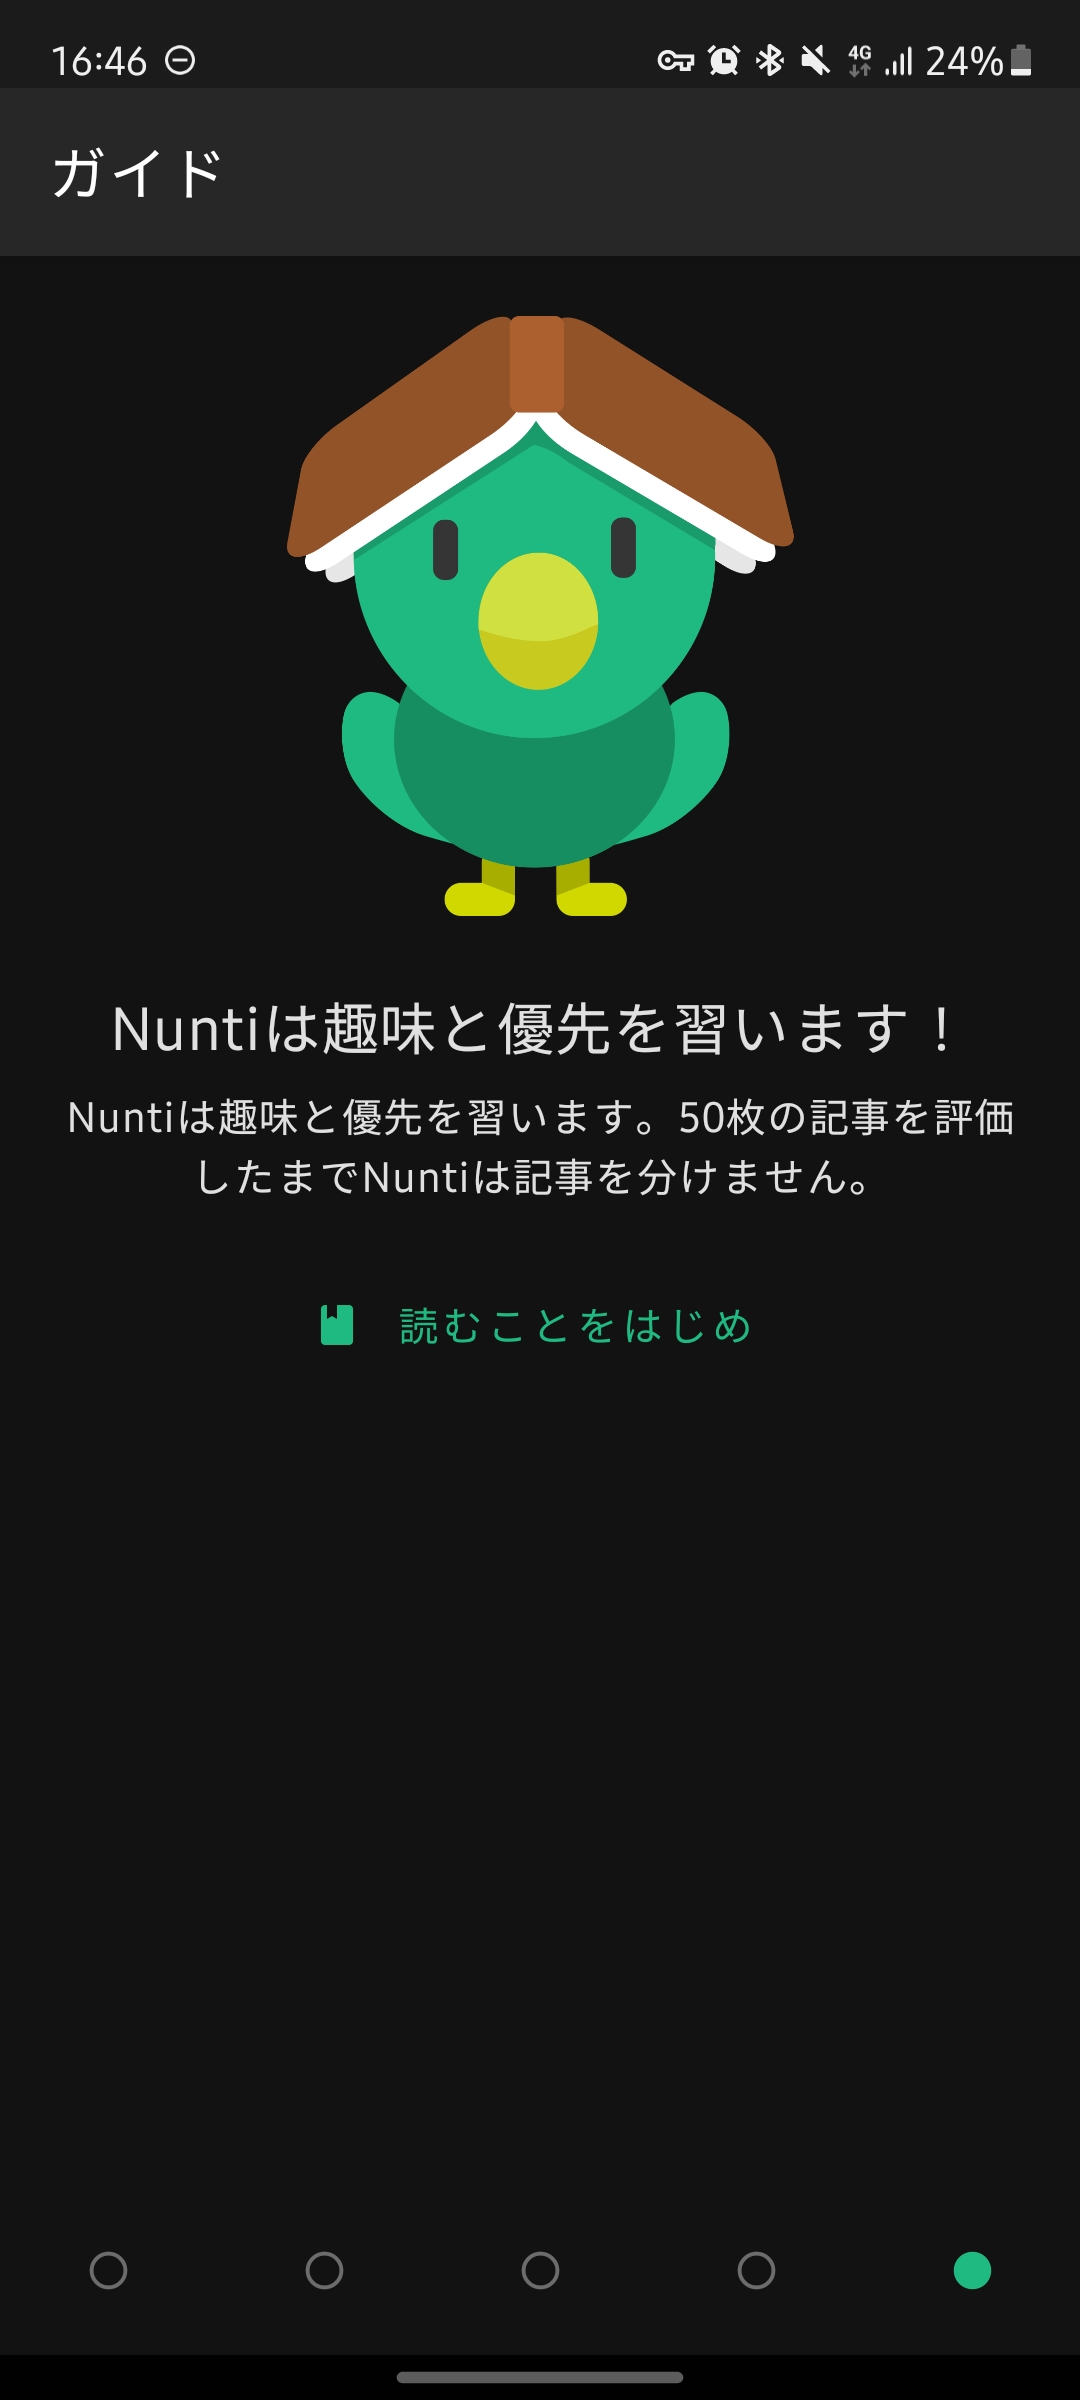 16:46 4G 24%
ガイド
Nuntiは趣味と優先を習います！
Nuntiは趣味と優先を習います。50枚の記事を評価
したまでNuntiは記事を分けません。
読むことをはじめ